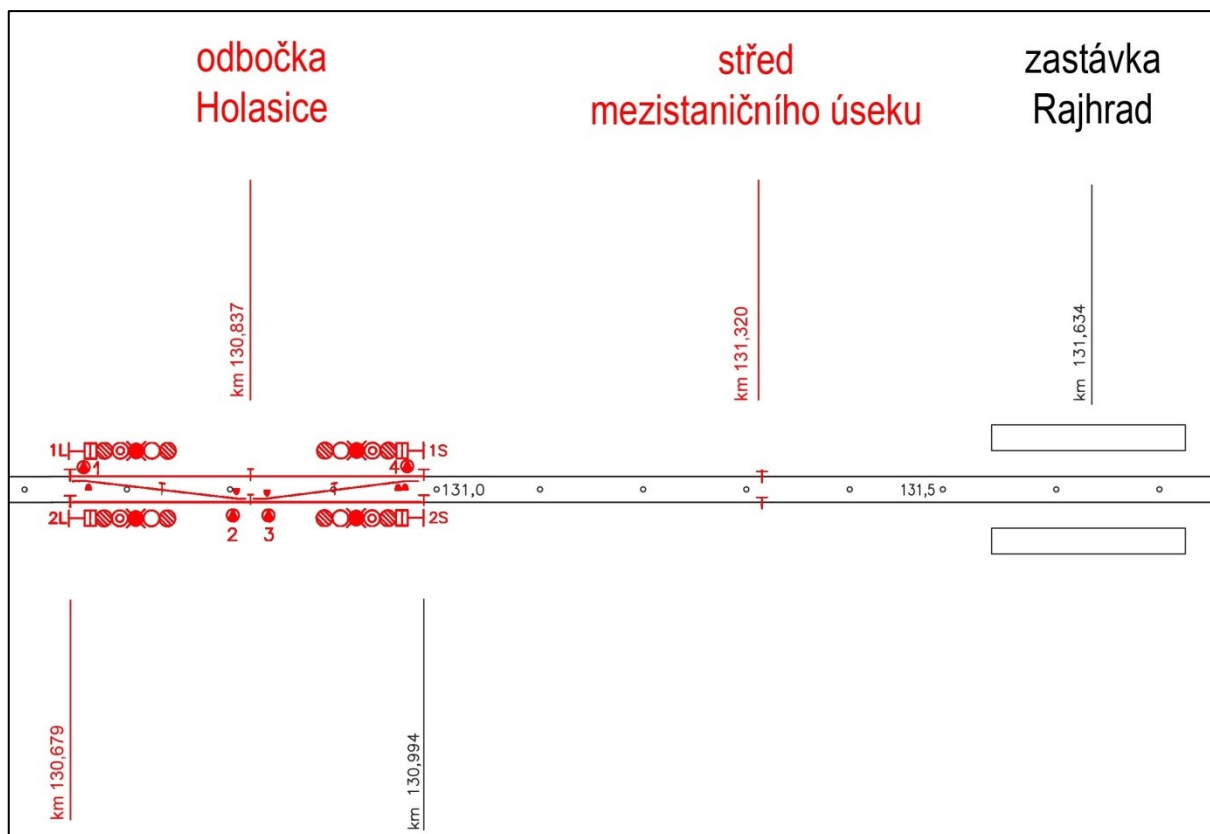 odbočka
Holasice
střed
mezistaničního úseku
zastávka
Rajhrad
km 130,837
km 131,320
km 131,634
1L
1S
1
4
131,0
131,5
2L
2S
2
3
km 130,679
km 130,994